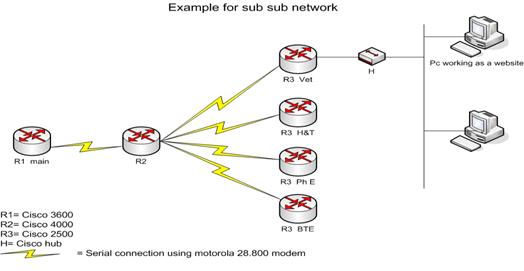 Example for sub sub network
R3 Vet
H
Pc working as a website
R3 H&T
R1 main
R2
R3 Ph E
R3 BTE
R1= Cisco 3600
R2= Cisco 4000
R3= Cisco 2500
H= Cisco hub
= Serial connection using motorola 28.800 modem